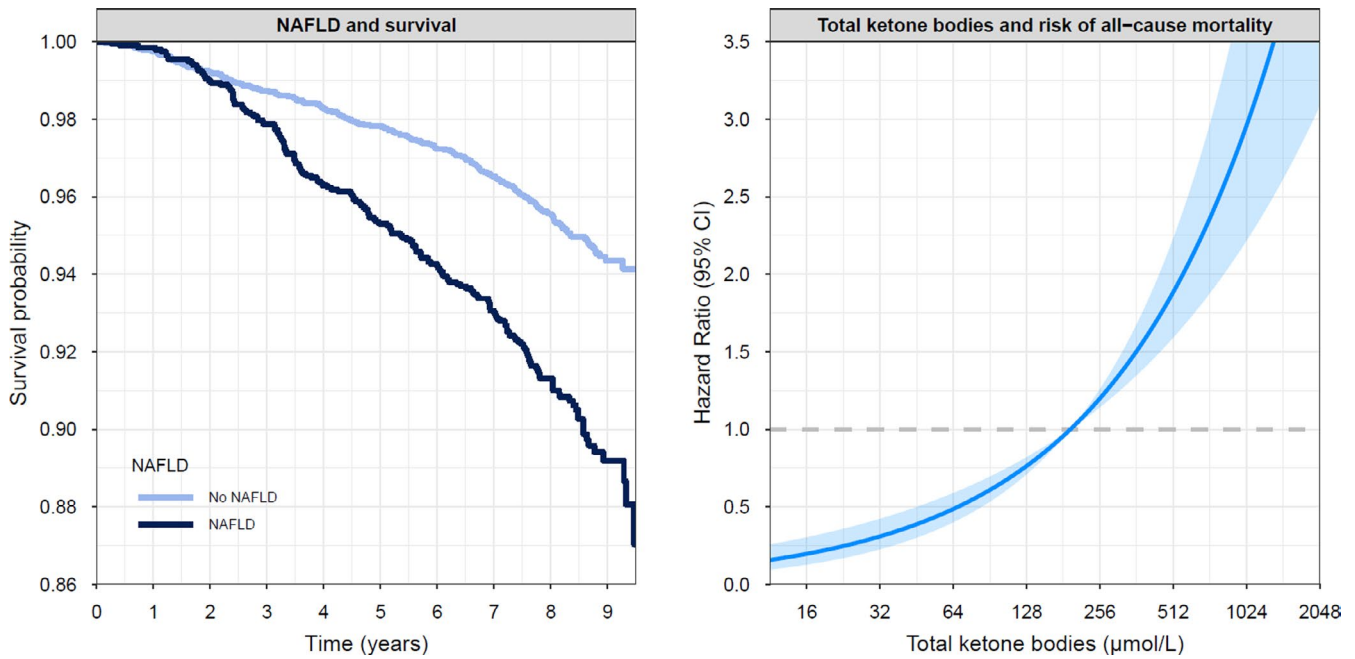 NAFLD and survival
Survival probability
1.00
0.98
0.96
0.94
0.92
0.90
0.88
0.86
NAFLD
No NAFLD
NAFLD
0 1 2 3 4 5 6 7 8 9
Time (years)
Total ketone bodies and risk of all−cause mortality
Hazard Ratio (95% CI)
3.5
3.0
2.5
2.0
1.5
1.0
0.5
0.0
16 32 64 128 256 512 1024 2048
Total ketone bodies (μmol/L)